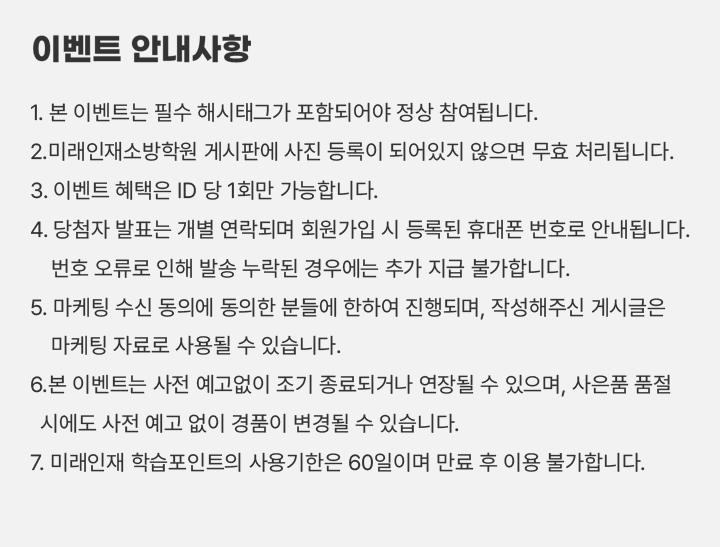 이벤트 안내사항
1. 본 이벤트는 필수 해시태그가 포함되어야 정상 참여됩니다.
2.미래인재소방학원 게시판에 사진 등록이 되어있지 않으면 무효 처리됩니다.
3. 이벤트 혜택은 ID 당 1회만 가능합니다.
4. 당첨자 발표는 개별 연락되며 회원가입 시 등록된 휴대폰 번호로 안내됩니다.
번호 오류로 인해 발송 누락된 경우에는 추가 지급 불가합니다.
5. 마케팅 수신 동의에 동의한 분들에 한하여 진행되며, 작성해주신 게시글은
마케팅 자료로 사용될 수 있습니다.
6.본 이벤트는 사전 예고없이 조기 종료되거나 연장될 수 있으며, 사은품 품절
시에도 사전 예고 없이 경품이 변경될 수 있습니다.
7. 미래인재 학습포인트의 사용기한은 60일이며 만료 후 이용 불가합니다.